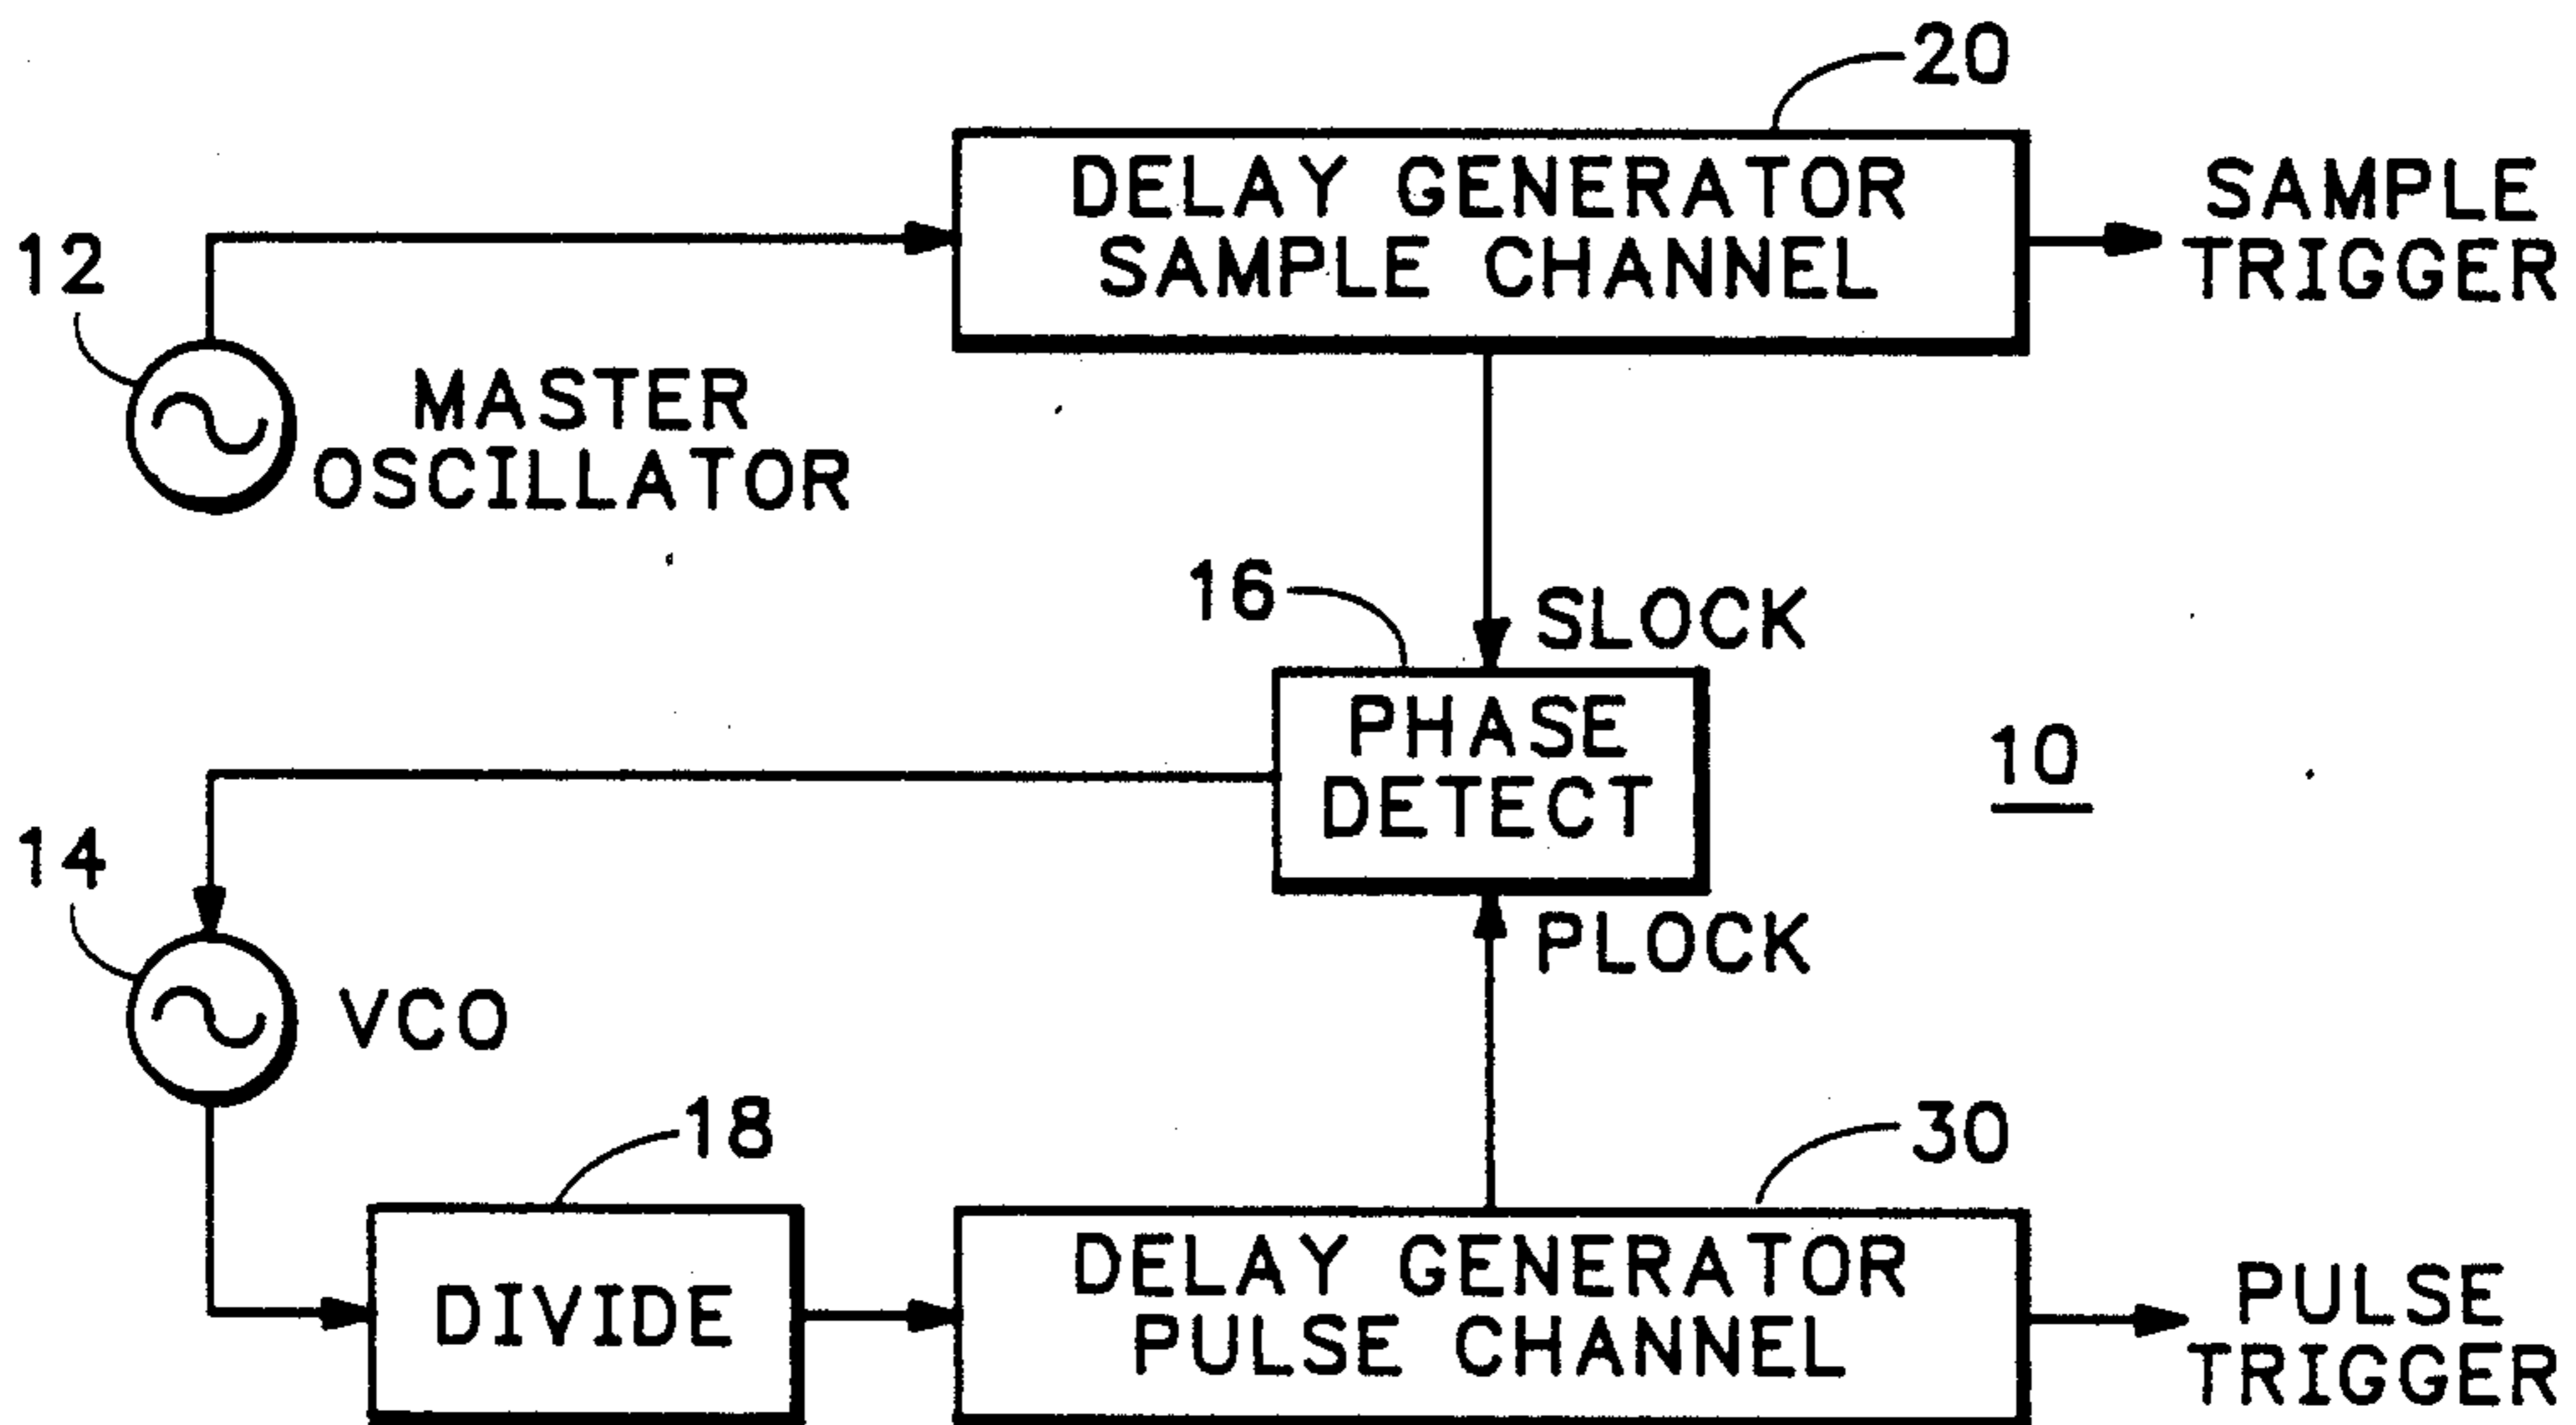 20
DELAY GENERATOR
SAMPLE CHANNEL
SAMPLE
TRIGGER
12
MASTER
OSCILLATOR
16
SLOCK
PHASE
DETECT
10
14
PLOCK
VCO
18
30
DIVIDE
DELAY GENERATOR
PULSE CHANNEL
PULSE
TRIGGER